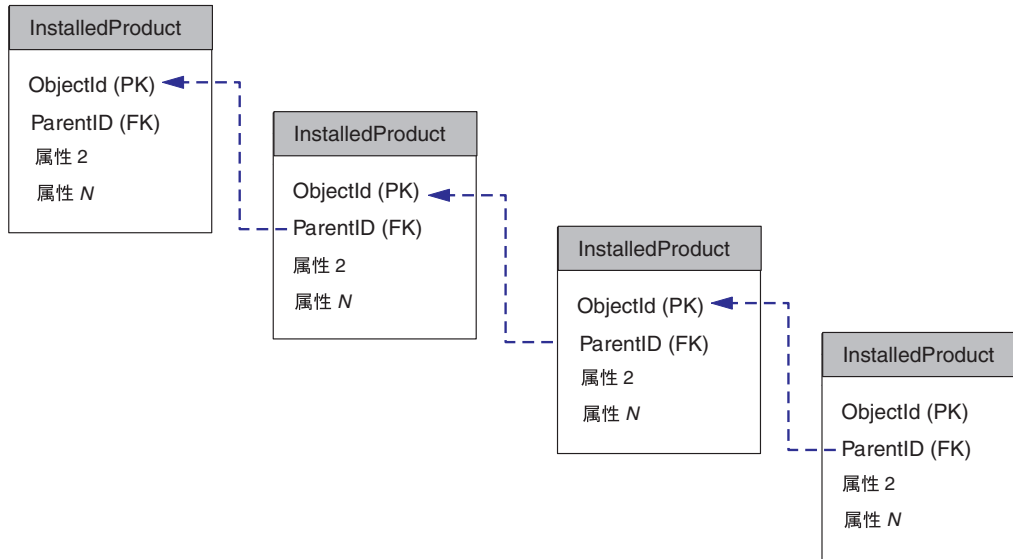 InstalledProduct
ObjectId (PK)
ParentID (FK)
属性 2
属性 N
InstalledProduct
ObjectId (PK)
ParentID (FK)
属性 2
属性 N
InstalledProduct
ObjectId (PK)
ParentID (FK)
属性 2
属性 N
InstalledProduct
ObjectId (PK)
ParentID (FK)
属性 2
属性 N